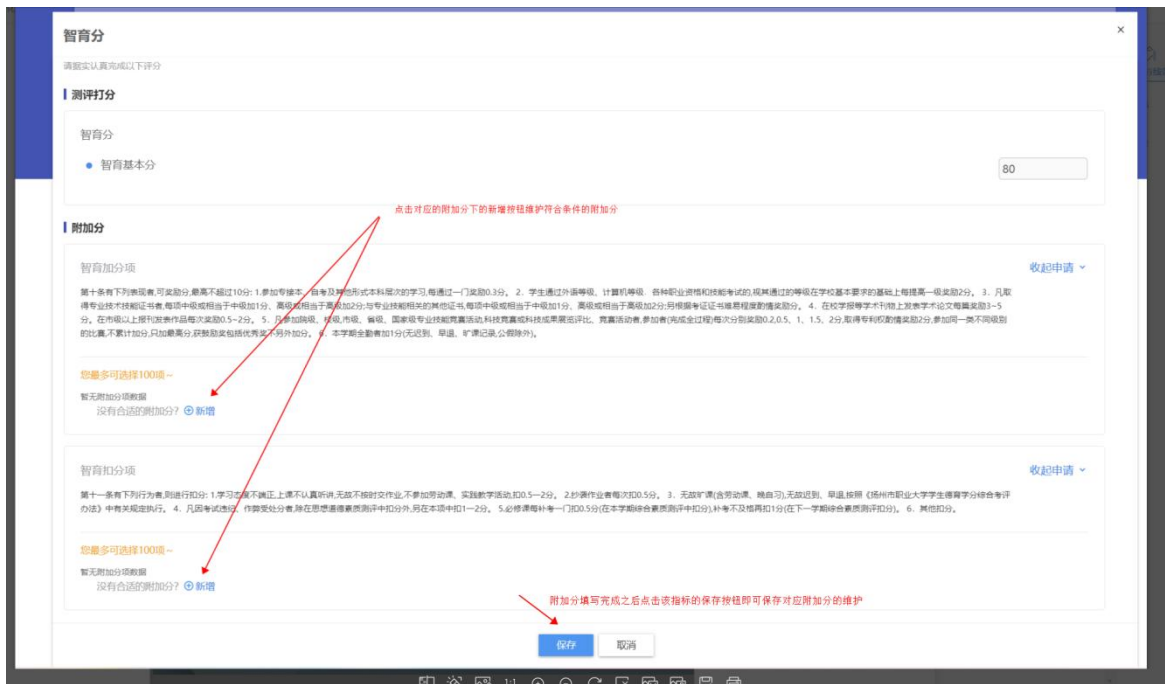 智育分
×
请据实认真完成以下评分
测评打分
智育分
智育基本分
80
点击对应的附加分下的新增按钮维护符合条件的附加分
附加分
智育加分项
收起申请
第十条有下列表现者,可奖励分,最高不超过10分: 1.参加专接本、自考及其他形式本科层次的学习,每通过一门奖励0.3分。 2、学生通过外语等级、计算机等级、各种职业资格和技能考试的,视其通过的等级在学校基本要求的基础上每提高一级奖励2分。 3、凡取
得专业技术技能证书者,每项中级或相当于中级加1分、高级或相当于高级加2分;与专业技能相关的其他证书,每项中级或相当于中级加1分、高级或相当于高级加2分;另根据考证证书难易程度酌情奖励分。 4、在校学报等学术刊物上发表学术论文每篇奖励3~5
分。在市级以上报刊发表作品每次奖励0.5~2分。 5、凡参加院级、校级,市级、省级、国家级专业技能竞赛活动,科技竞赛或科技成果展览评比、竞赛活动者,参加者(完成全过程)每次分别奖励0.2,0.5、1、1.5、2分,取得专利权酌情奖励2分,参加同一类不同级别
的比赛,不累计加分,只加最高分,获鼓励奖包括优秀奖不另外加分。 6、本学期全勤者加1分(无迟到、早退、旷课记录,公假除外)。
您最多可选择100项~
暂无附加分项数据
没有合适的附加分? 新增
智育扣分项
收起申请
第十一条有下列行为者,则进行扣分: 1.学习态度不端正,上课不认真听讲,无故不按时交作业,不参加劳动课、实践教学活动,扣0.5—2分。 2.抄袭作业者每次扣0.5分。 3、无故旷课(含劳动课、晚自习),无故迟到、早退,按照《扬州市职业大学学生德育学分综合考评
办法》中有关规定执行。 4、凡因考试违纪、作弊受处分者,除在思想道德素质测评中扣分外,另在本项中扣1—2分。 5.必修课每补考一门扣0.5分(在本学期综合素质测评中扣分),补考不及格再扣1分(在下一学期综合素质测评扣分)。 6、其他扣分。
您最多可选择100项~
暂无附加分项数据
没有合适的附加分? 新增
附加分填写完成之后点击该指标的保存按钮即可保存对应附加分的维护
保存 取消
1:1